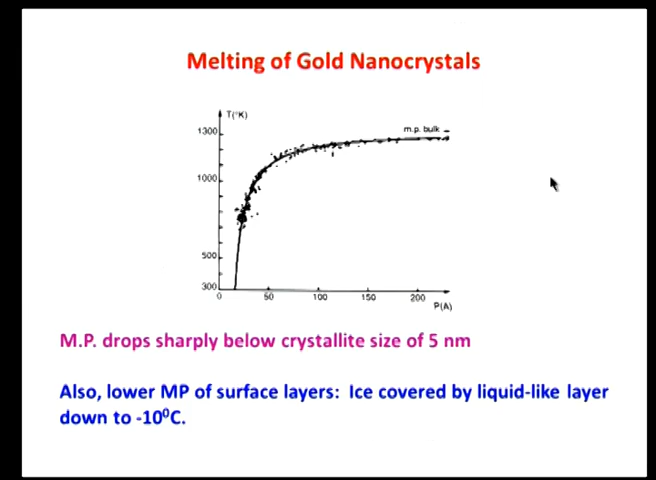 Melting of Gold Nanocrystals
T(°K)
m.p. bulk
1300
1000
500
300
0 50 100 150 200
P(A)
M.P. drops sharply below crystallite size of 5 nm
Also, lower MP of surface layers: Ice covered by liquid-like layer
down to -10⁰C.